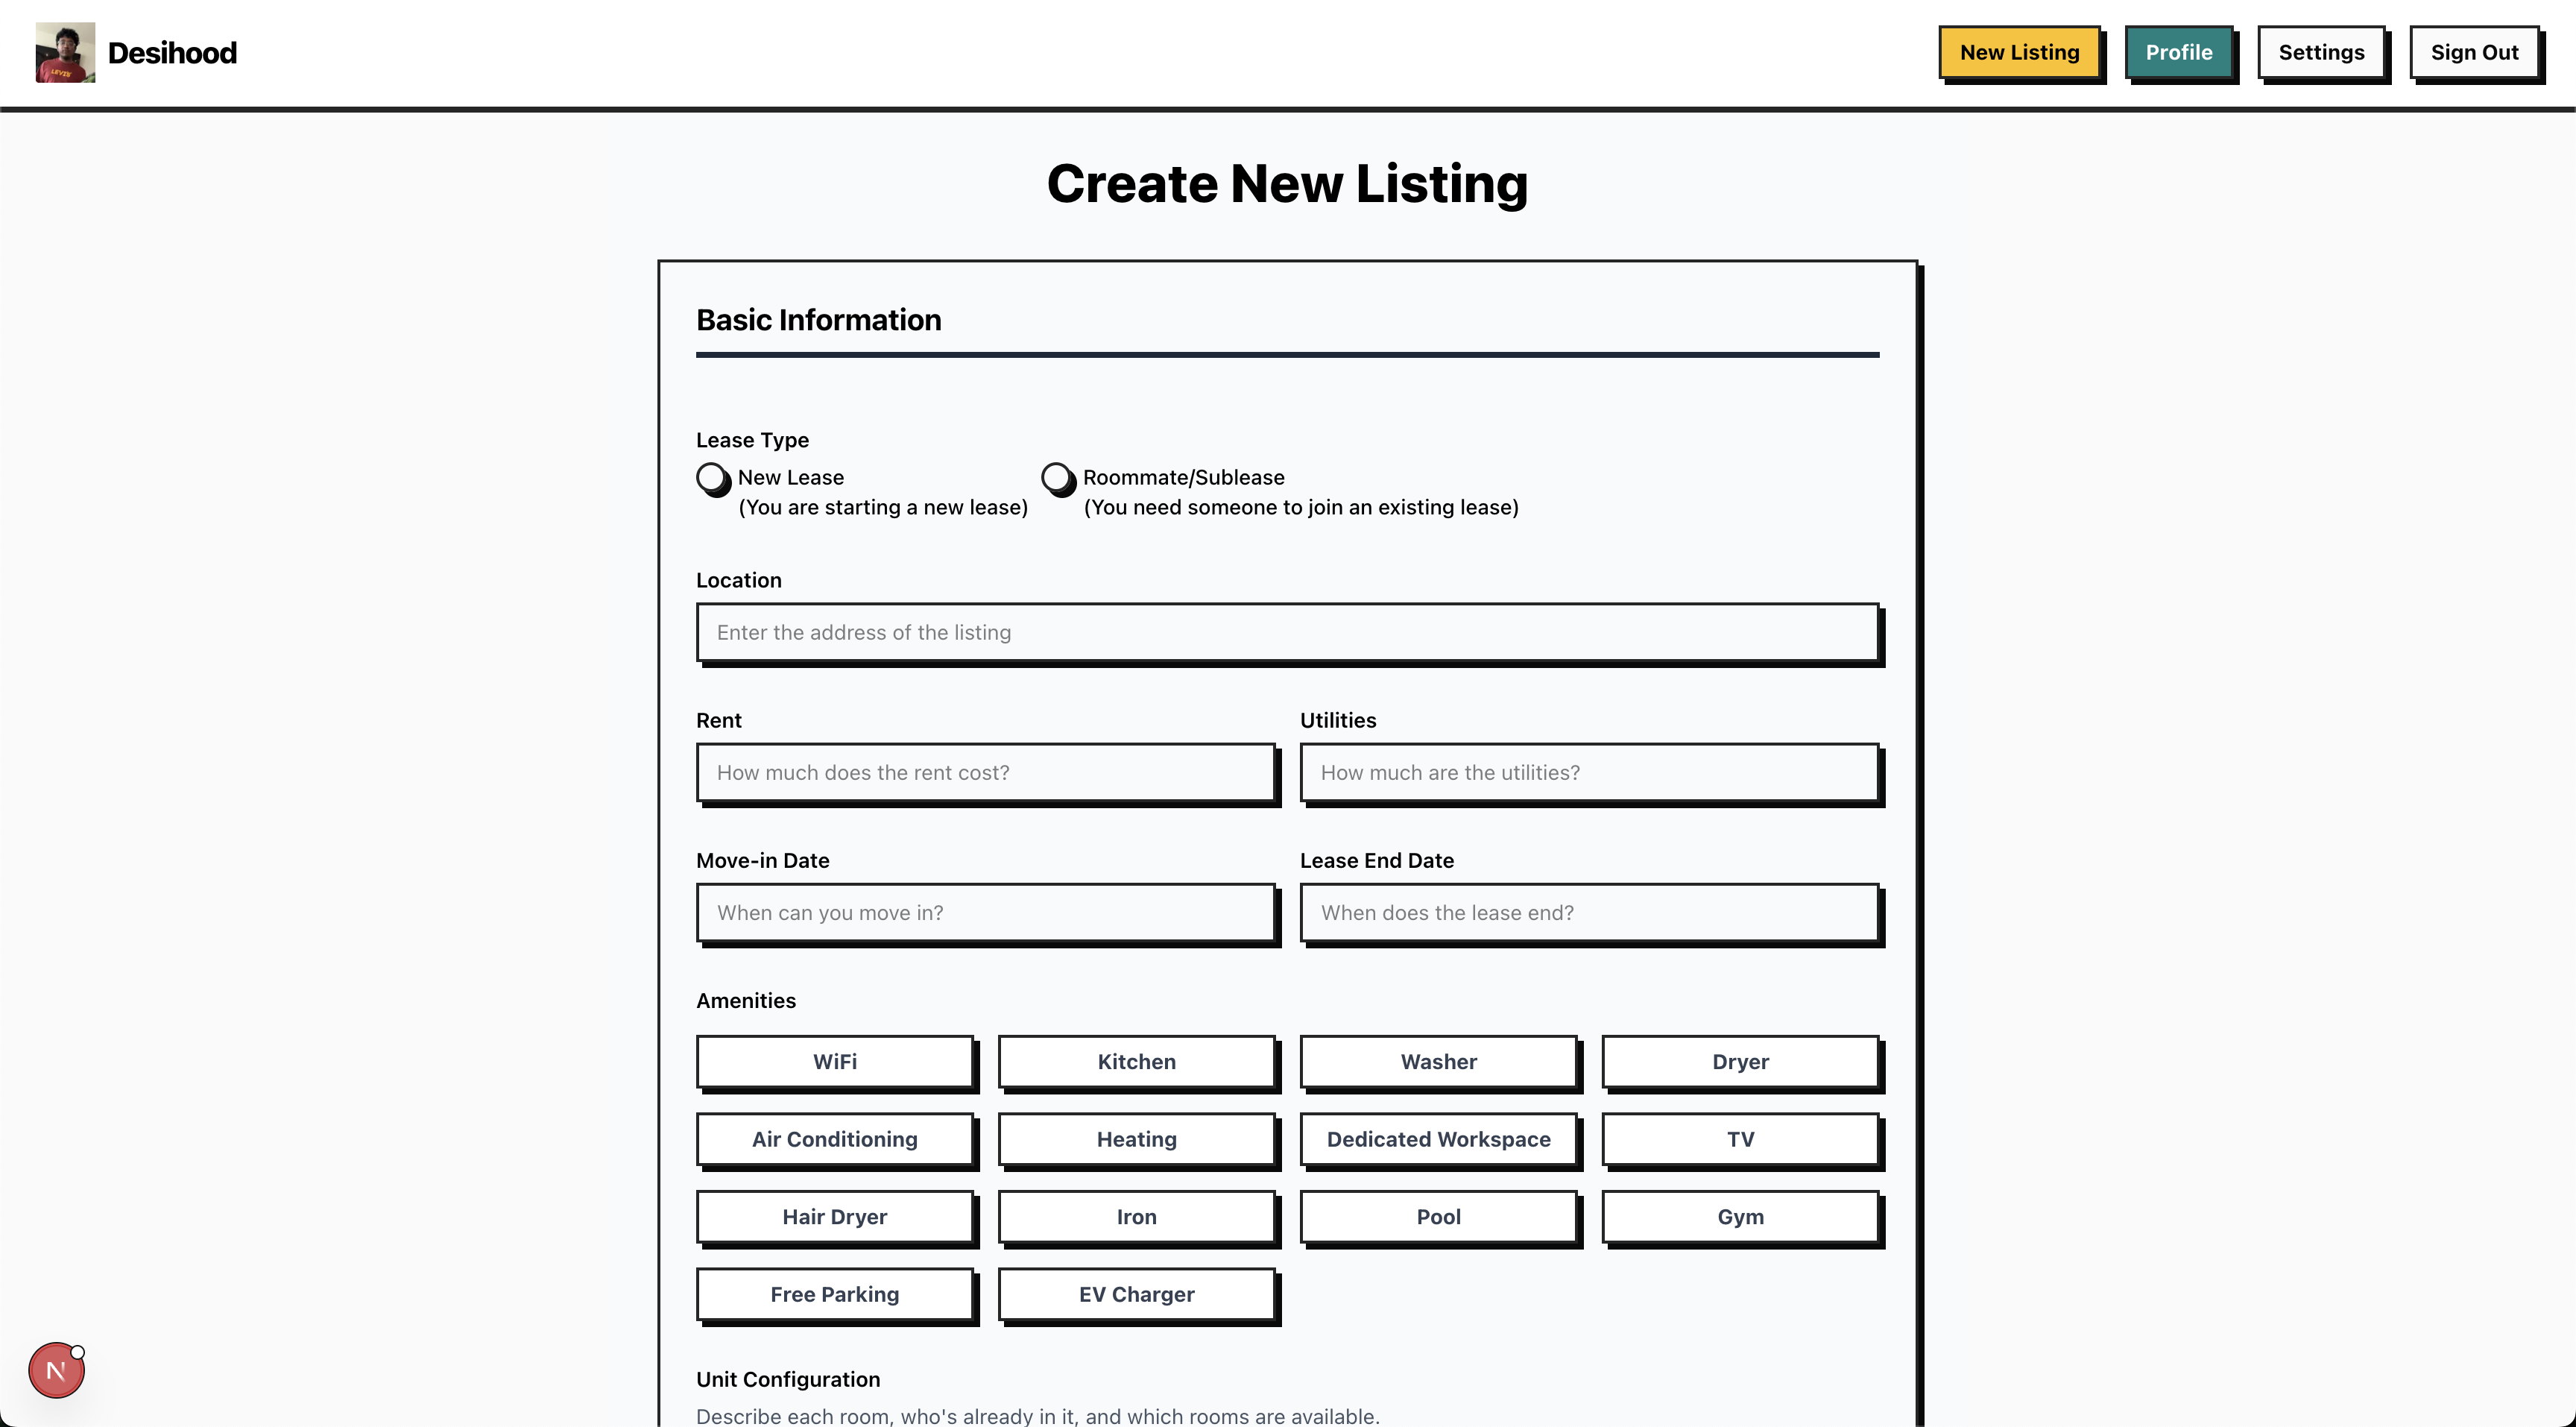 Desihood
New Listing
Profile
Settings
Sign Out
Create New Listing
Basic Information
Lease Type
New Lease
(You are starting a new lease)
Roommate/Sublease
(You need someone to join an existing lease)
Location
Enter the address of the listing
Rent
How much does the rent cost?
Utilities
How much are the utilities?
Move-in Date
When can you move in?
Lease End Date
When does the lease end?
Amenities
WiFi
Kitchen
Washer
Dryer
Air Conditioning
Heating
Dedicated Workspace
TV
Hair Dryer
Iron
Pool
Gym
Free Parking
EV Charger
Unit Configuration
Describe each room, who's already in it, and which rooms are available.
LEVIS'
N